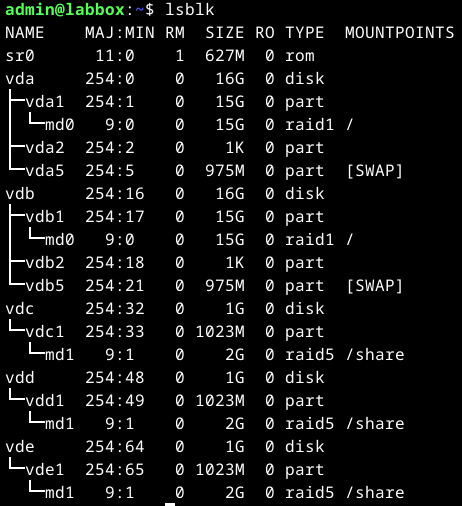 admin@labbox:~$ lsblk
NAME    MAJ:MIN RM  SIZE RO TYPE  MOUNTPOINTS
sr0      11:0    1  627M  0 rom
vda     254:0    0   16G  0 disk
├─vda1  254:1    0   15G  0 part
│ └─md0   9:0    0   15G  0 raid1 /
├─vda2  254:2    0    1K  0 part
└─vda5  254:5    0  975M  0 part  [SWAP]
vdb     254:16   0   16G  0 disk
├─vdb1  254:17   0   15G  0 part
│ └─md0   9:0    0   15G  0 raid1 /
├─vdb2  254:18   0    1K  0 part
└─vdb5  254:21   0  975M  0 part  [SWAP]
vdc     254:32   0    1G  0 disk
└─vdc1  254:33   0 1023M  0 part
  └─md1   9:1    0    2G  0 raid5 /share
vdd     254:48   0    1G  0 disk
└─vdd1  254:49   0 1023M  0 part
  └─md1   9:1    0    2G  0 raid5 /share
vde     254:64   0    1G  0 disk
└─vde1  254:65   0 1023M  0 part
  └─md1   9:1    0    2G  0 raid5 /share